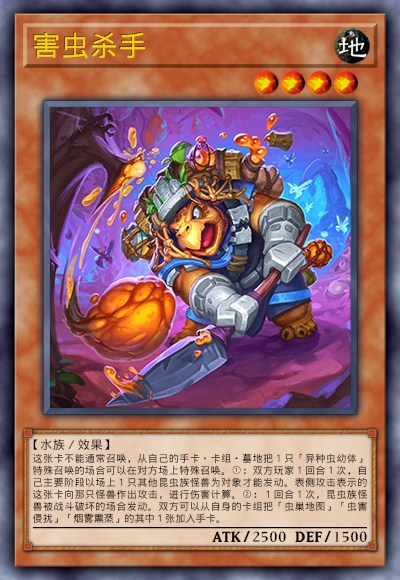 害虫杀手
地
【水族/效果】
这张卡不能通常召唤，从自己的手卡·卡组·墓地把1只「异种虫幼体」
特殊召唤的场合可以在对方场上特殊召唤。①：双方玩家1回合1次，自
己主要阶段以场上1只其他昆虫族怪兽为对象才能发动。表侧攻击表示的
这张卡向那只怪兽作出攻击，进行伤害计算。②：1回合1次，昆虫族怪
兽被战斗破坏的场合发动。双方可以从自身的卡组把「虫巢地图」「虫害
侵扰」「烟雾熏蒸」的其中1张加入手卡。
ATK/2500 DEF/1500